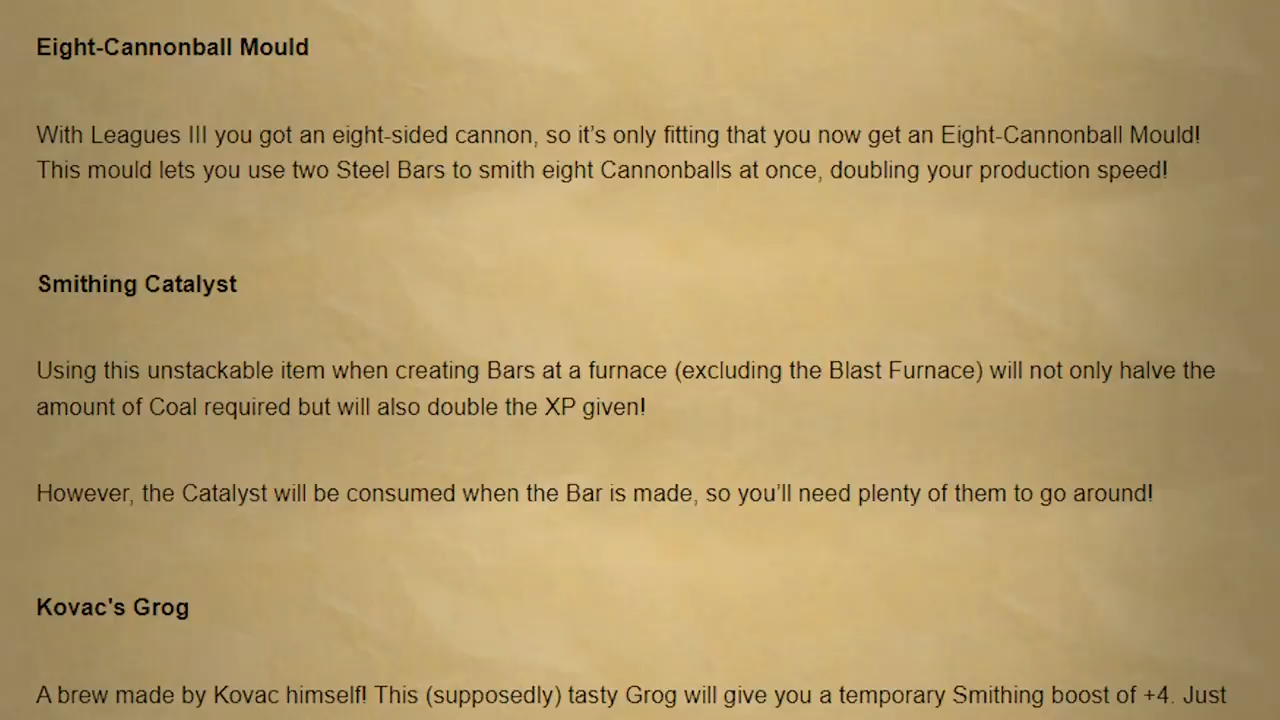 Eight-Cannonball Mould
With Leagues III you got an eight-sided cannon, so it’s only fitting that you now get an Eight-Cannonball Mould!
This mould lets you use two Steel Bars to smith eight Cannonballs at once, doubling your production speed!
Smithing Catalyst
Using this unstackable item when creating Bars at a furnace (excluding the Blast Furnace) will not only halve the
amount of Coal required but will also double the XP given!
However, the Catalyst will be consumed when the Bar is made, so you’ll need plenty of them to go around!
Kovac's Grog
A brew made by Kovac himself! This (supposedly) tasty Grog will give you a temporary Smithing boost of +4. Just